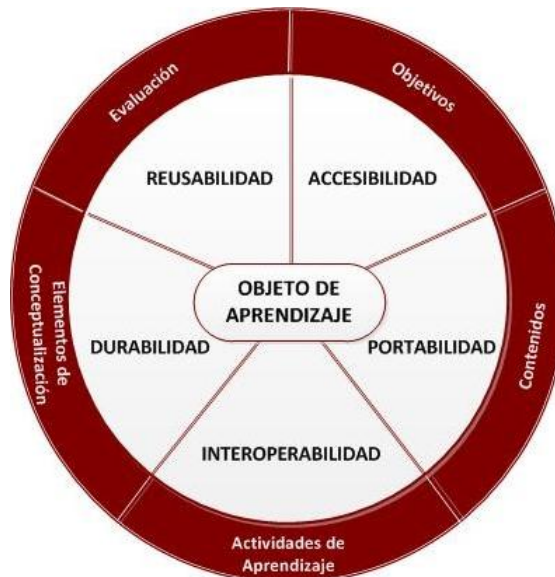 Evaluación
Objetivos
REUSABILIDAD
ACCESIBILIDAD
OBJETO DE
APRENDIZAJE
Elementos de
Conceptualización
DURABILIDAD
PORTABILIDAD
Contenidos
INTEROPERABILIDAD
Actividades de
Aprendizaje